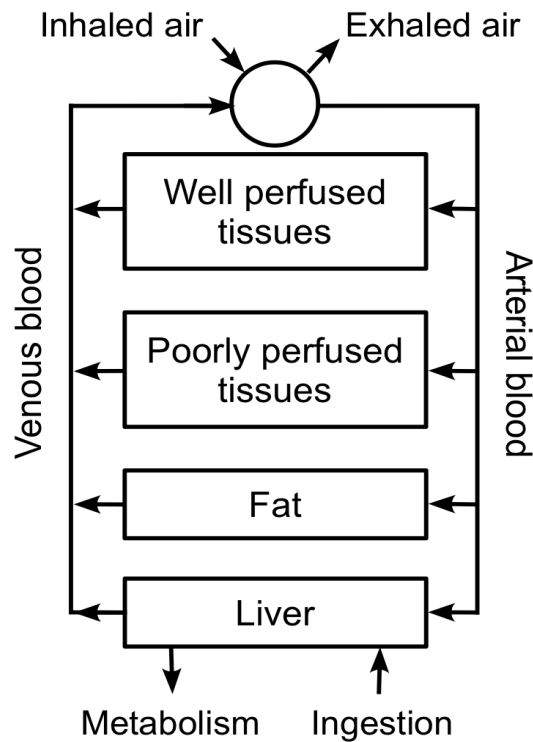 Inhaled air
Exhaled air
Well perfused
tissues
Poorly perfused
tissues
Fat
Liver
Venous blood
Arterial blood
Metabolism
Ingestion